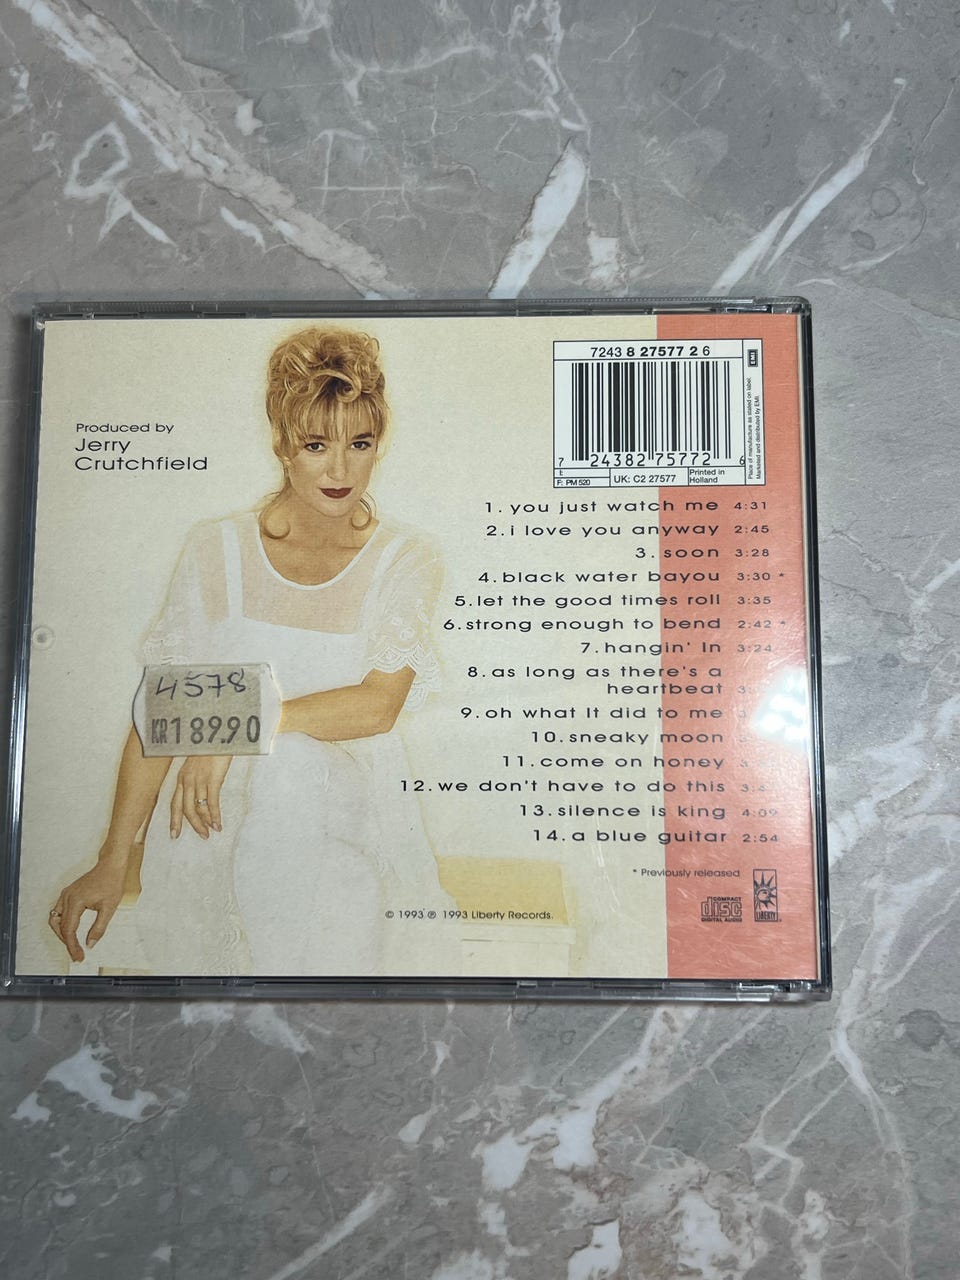 Produced by
Jerry
Crutchfield
7243 8 27577 2 6
EMI
Place of manufacture as stated on label.
Marketed and distributed by EMI.
7 24382 75772 6
E
F: PM 520
UK: C2 27577
Printed in
Holland
1. you just watch me 4:31
2. i love you anyway 2:45
3. soon 3:28
4. black water bayou 3:30 *
5. let the good times roll 3:35
6. strong enough to bend 2:42 *
7. hangin' In 3:24
8. as long as there's a
heartbeat
9. oh what It did to me
10. sneaky moon
11. come on honey
12. we don't have to do this
13. silence is king 4:09
14. a blue guitar 2:54
* Previously released
4578
KR189.90
© 1993 ℗ 1993 Liberty Records.
COMPACT
disc
DIGITAL AUDIO
LIBERTY